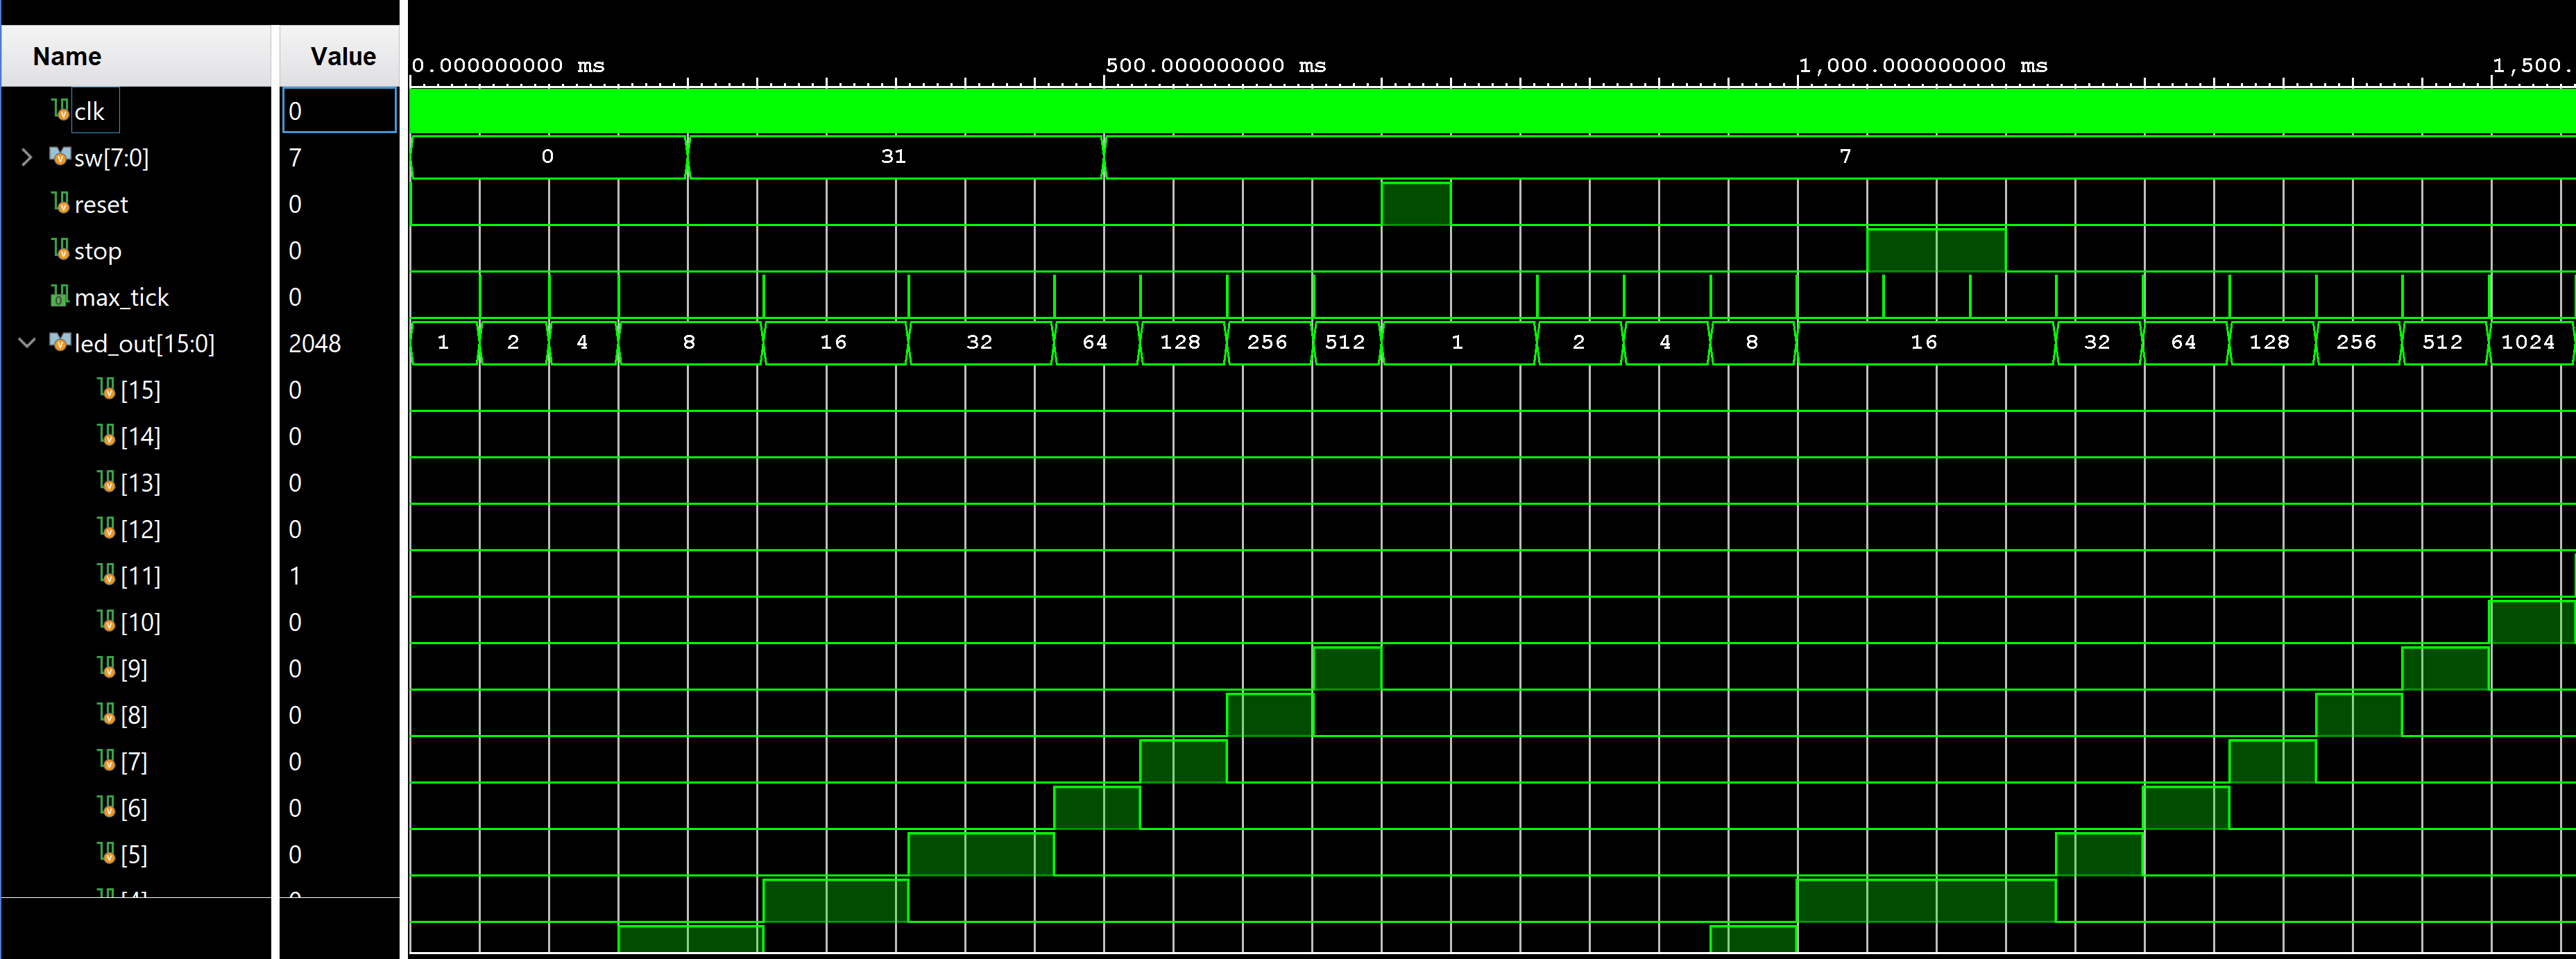 Name Value 0.000000000 ms 500.000000000 ms 1,000.000000000 ms 1,500.
clk 0
sw[7:0] 7 0 31 7
reset 0
stop 0
max_tick 0
led_out[15:0] 2048 1 2 4 8 16 32 64 128 256 512 1 2 4 8 16 32 64 128 256 512 1024
[15] 0
[14] 0
[13] 0
[12] 0
[11] 1
[10] 0
[9] 0
[8] 0
[7] 0
[6] 0
[5] 0